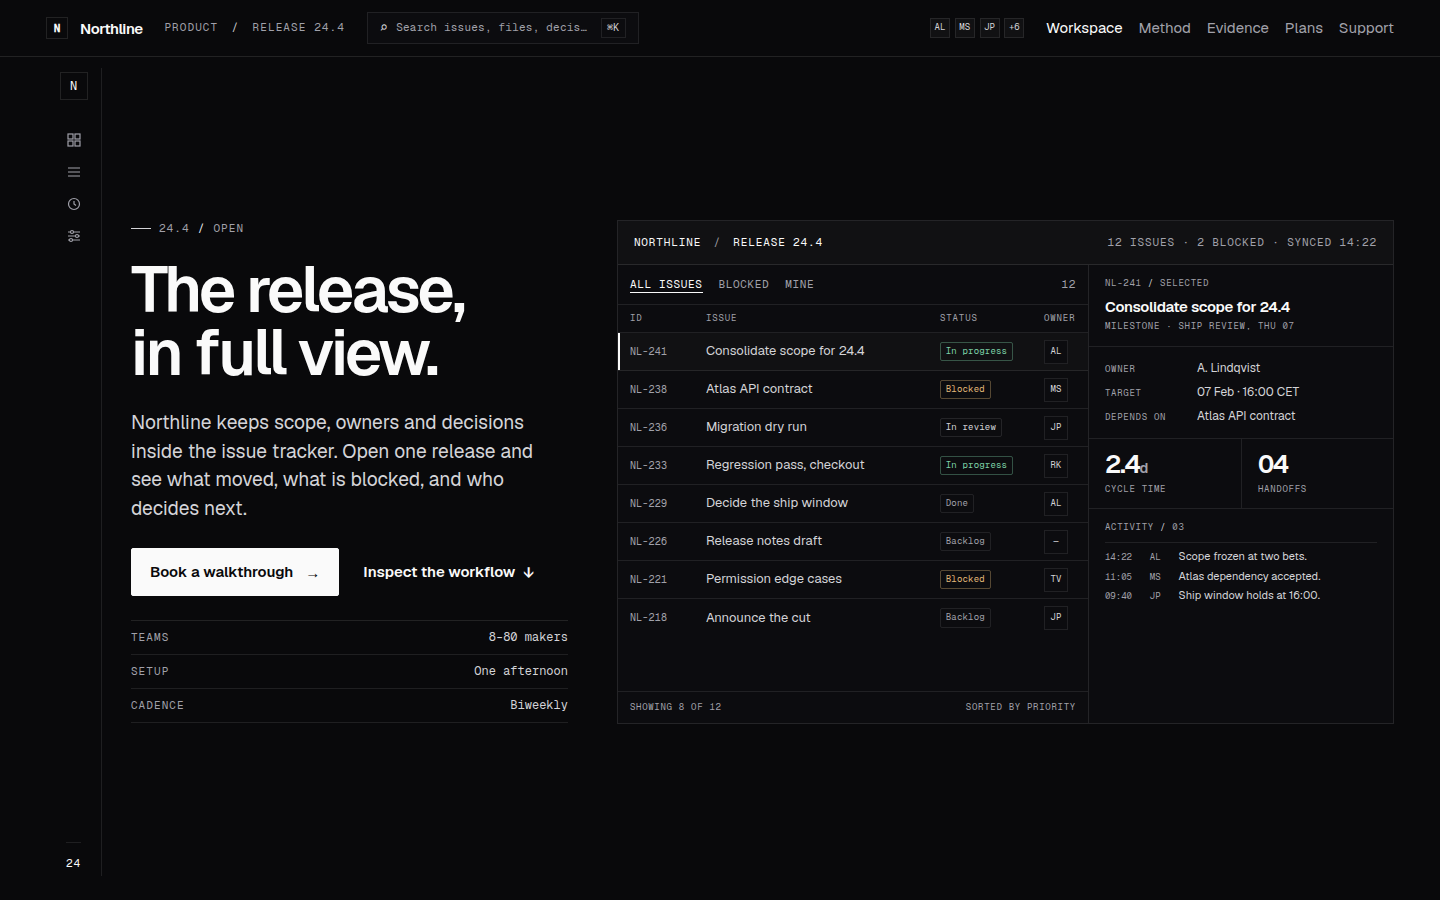 N Northline PRODUCT / RELEASE 24.4 Search issues, files, decis… ⌘K AL MS JP +6 Workspace Method Evidence Plans Support
N
24.4 / OPEN
The release,
in full view.
Northline keeps scope, owners and decisions
inside the issue tracker. Open one release and
see what moved, what is blocked, and who
decides next.
Book a walkthrough → Inspect the workflow ↓
TEAMS 8–80 makers
SETUP One afternoon
CADENCE Biweekly
24
NORTHLINE / RELEASE 24.4 12 ISSUES · 2 BLOCKED · SYNCED 14:22
ALL ISSUES BLOCKED MINE 12
ID ISSUE STATUS OWNER
NL-241 Consolidate scope for 24.4 In progress AL
NL-238 Atlas API contract Blocked MS
NL-236 Migration dry run In review JP
NL-233 Regression pass, checkout In progress RK
NL-229 Decide the ship window Done AL
NL-226 Release notes draft Backlog —
NL-221 Permission edge cases Blocked TV
NL-218 Announce the cut Backlog JP
SHOWING 8 OF 12 SORTED BY PRIORITY
NL-241 / SELECTED
Consolidate scope for 24.4
MILESTONE · SHIP REVIEW, THU 07
OWNER A. Lindqvist
TARGET 07 Feb · 16:00 CET
DEPENDS ON Atlas API contract
2.4d 04
CYCLE TIME HANDOFFS
ACTIVITY / 03
14:22 AL Scope frozen at two bets.
11:05 MS Atlas dependency accepted.
09:40 JP Ship window holds at 16:00.